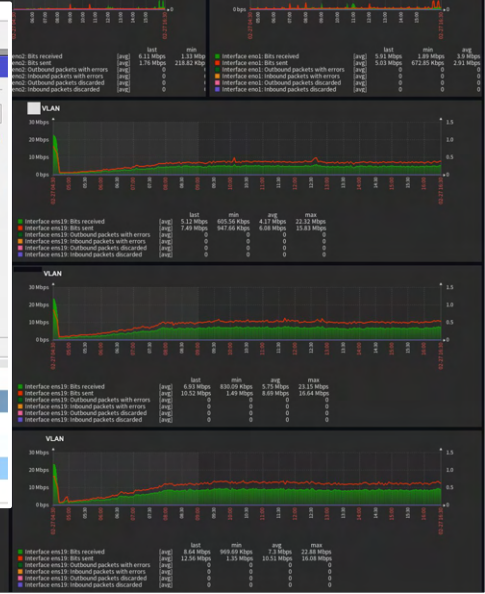 last min
eno2: Bits received [avg] 6.11 Mbps 1.33 Mb
eno2: Bits sent [avg] 1.76 Mbps 218.82 Kb
eno2: Outbound packets with errors [avg] 0 0
eno2: Inbound packets with errors [avg] 0 0
eno2: Outbound packets discarded [avg] 0 0
eno2: Inbound packets discarded [avg] 0 0
0 bps 0
last min avg
Interface eno1: Bits received [avg] 5.91 Mbps 1.89 Mbps 3.9 Mbps
Interface eno1: Bits sent [avg] 5.03 Mbps 672.85 Kbps 2.91 Mbps
Interface eno1: Outbound packets with errors [avg] 0 0 0
Interface eno1: Inbound packets with errors [avg] 0 0 0
Interface eno1: Outbound packets discarded [avg] 0 0 0
Interface eno1: Inbound packets discarded [avg] 0 0 0
VLAN
30 Mbps 1.5
20 Mbps 1.0
10 Mbps 0.5
0 bps 0
last min avg max
Interface ens19: Bits received [avg] 5.12 Mbps 605.56 Kbps 4.17 Mbps 22.32 Mbps
Interface ens19: Bits sent [avg] 7.49 Mbps 947.66 Kbps 6.08 Mbps 15.83 Mbps
Interface ens19: Outbound packets with errors [avg] 0 0 0 0
Interface ens19: Inbound packets with errors [avg] 0 0 0 0
Interface ens19: Outbound packets discarded [avg] 0 0 0 0
Interface ens19: Inbound packets discarded [avg] 0 0 0 0
VLAN
30 Mbps 1.5
20 Mbps 1.0
10 Mbps 0.5
0 bps 0
last min avg max
Interface ens19: Bits received [avg] 6.93 Mbps 830.09 Kbps 5.75 Mbps 23.15 Mbps
Interface ens19: Bits sent [avg] 10.52 Mbps 1.49 Mbps 8.69 Mbps 16.64 Mbps
Interface ens19: Outbound packets with errors [avg] 0 0 0 0
Interface ens19: Inbound packets with errors [avg] 0 0 0 0
Interface ens19: Outbound packets discarded [avg] 0 0 0 0
Interface ens19: Inbound packets discarded [avg] 0 0 0 0
VLAN
30 Mbps 1.5
20 Mbps 1.0
10 Mbps 0.5
0 bps 0
last min avg max
Interface ens19: Bits received [avg] 8.64 Mbps 969.69 Kbps 7.3 Mbps 22.88 Mbps
Interface ens19: Bits sent [avg] 12.56 Mbps 1.35 Mbps 10.51 Mbps 16.08 Mbps
Interface ens19: Outbound packets with errors [avg] 0 0 0 0
Interface ens19: Inbound packets with errors [avg] 0 0 0 0
Interface ens19: Outbound packets discarded [avg] 0 0 0 0
Interface ens19: Inbound packets discarded [avg] 0 0 0 0